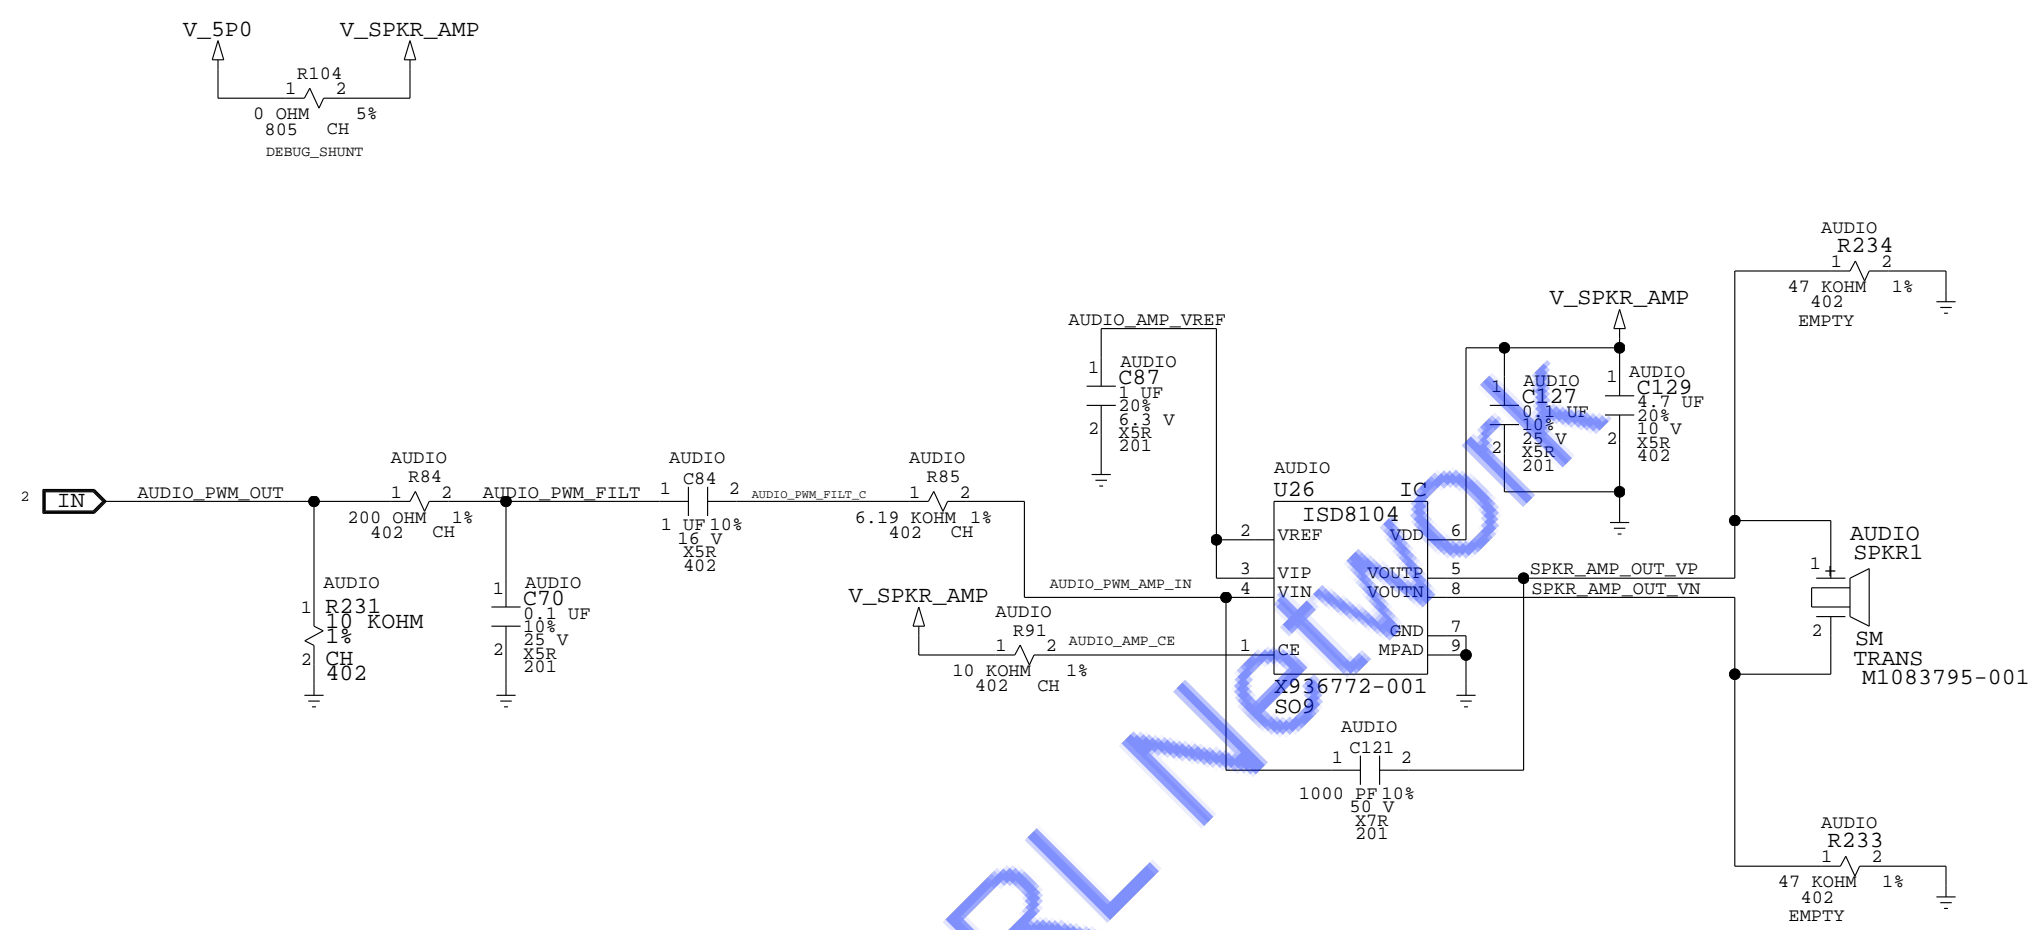 V_5P0 V_SPKR_AMP
R104
1 2
0 OHM 5%
805 CH
DEBUG_SHUNT
AUDIO
R234
1 2
47 KOHM 1%
402
EMPTY
V_SPKR_AMP
AUDIO_AMP_VREF
1 AUDIO
C87
1 UF
20%
6.3 V
2 X5R
201
1 AUDIO
C127
0.1 UF
10%
25 V
2 X5R
201
1 AUDIO
C129
4.7 UF
20%
10 V
2 X5R
402
2 IN AUDIO_PWM_OUT
AUDIO
R84
1 2
200 OHM 1%
402 CH
AUDIO_PWM_FILT
AUDIO
C84
1 2
1 UF 10%
16 V
X5R
402
AUDIO_PWM_FILT_C
AUDIO
R85
1 2
6.19 KOHM 1%
402 CH
AUDIO
1 R231
10 KOHM
1%
2 CH
402
AUDIO
1 C70
0.1 UF
10%
25 V
2 X5R
201
AUDIO_PWM_AMP_IN
V_SPKR_AMP
AUDIO
R91
1 2
10 KOHM 1%
402 CH
AUDIO_AMP_CE
AUDIO
U26 IC
ISD8104
2 VREF VDD 6
3 VIP VOUTP 5
4 VIN VOUTN 8
GND 7
1 CE MPAD 9
X936772-001
SO9
SPKR_AMP_OUT_VP
SPKR_AMP_OUT_VN
AUDIO
SPKR1
1 +
2
SM
TRANS
M1083795-001
AUDIO
C121
1 2
1000 PF 10%
50 V
X7R
201
AUDIO
R233
1 2
47 KOHM 1%
402
EMPTY
RL Network